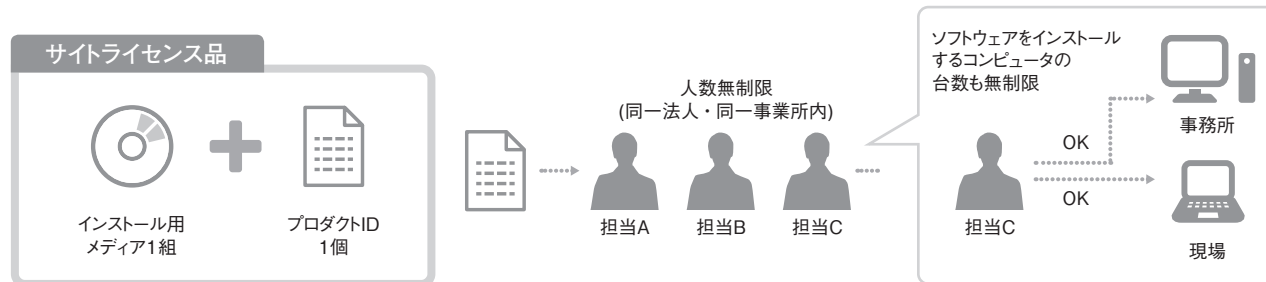 サイトライセンス品
インストール用
メディア1組
プロダクトID
1個
人数無制限
(同一法人・同一事業所内)
担当A
担当B
担当C
ソフトウェアをインストール
するコンピュータの
台数も無制限
担当C
OK
OK
事務所
現場